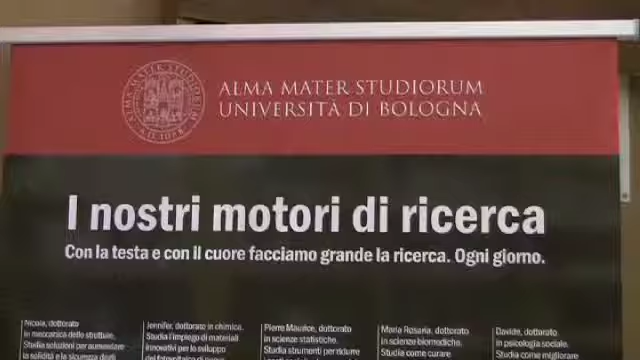 ALMA MATER STUDIORUM
UNIVERSITÀ DI BOLOGNA
I nostri motori di ricerca
Con la testa e con il cuore facciamo grande la ricerca. Ogni giorno.
Nicola, dottorato
in meccanica delle strutture.
Studia soluzioni per aumentare
la solidità e la sicurezza degli
Jennifer, dottorato in chimica.
Studia l'impiego di materiali
innovativi per lo sviluppo
del fotovoltaico di nuova
Pierre Maurice, dottorato
in scienze statistiche.
Studia strumenti per ridurre
Maria Rosaria, dottorato
in scienze biomediche.
Studia come curare
Davide, dottorato
in psicologia sociale.
Studia come migliorare